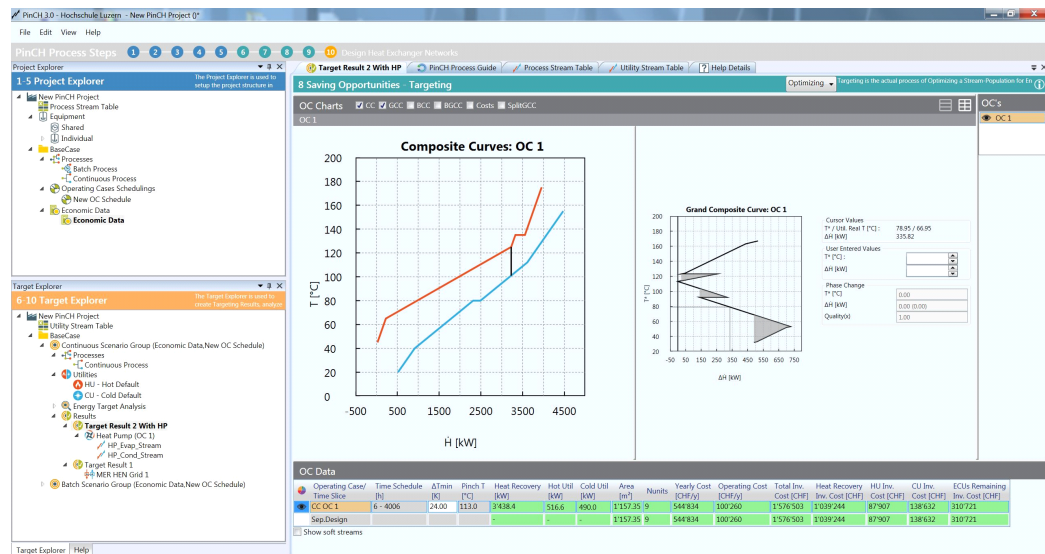 PinCH 3.0 - Hochschule Luzern - New PinCH Project ()*
File Edit View Help
PinCH Process Steps 1 2 3 4 5 6 7 8 9 10 Design Heat Exchanger Networks
Project Explorer
1-5 Project Explorer
The Project Explorer is used to
setup the project structure in
New PinCH Project
Process Stream Table
Equipment
Shared
Individual
BaseCase
Processes
Batch Process
Continuous Process
Operating Cases Schedulings
New OC Schedule
Economic Data
Economic Data
Target Explorer
6-10 Target Explorer
The Target Explorer is used to
create Targeting Results, analyze
New PinCH Project
Utility Stream Table
BaseCase
Continuous Scenario Group (Economic Data,New OC Schedule)
Processes
Continuous Process
Utilities
HU - Hot Default
CU - Cold Default
Energy Target Analysis
Results
Target Result 2 With HP
Heat Pump (OC 1)
HP_Evap_Stream
HP_Cond_Stream
Target Result 1
MER HEN Grid 1
Batch Scenario Group (Economic Data,New OC Schedule)
Target Explorer Help
Target Result 2 With HP PinCH Process Guide Process Stream Table Utility Stream Table Help Details
8 Saving Opportunities - Targeting
Optimizing
Targeting is the actual process of Optimizing a Stream-Population for En
OC Charts CC GCC BCC BGCC Costs SplitGCC
OC 1
OC's
OC 1
Composite Curves: OC 1
200
180
160
140
120
100
80
60
40
20
0
T [°C]
-500 500 1500 2500 3500 4500
Ḣ [kW]
Grand Composite Curve: OC 1
200
180
160
140
120
100
80
60
40
20
T* [°C]
-50 50 150 250 350 450 550 650 750
ΔḢ [kW]
Cursor Values
T* / Util. Real T [°C] : 78.95 / 66.95
ΔḢ [kW] 335.82
User Entered Values
T* [°C] :
ΔḢ [kW]
Phase Change
T* [°C] 0.00
ΔḢ [kW] 0.00 (0.00)
Quality(x) 1.00
OC Data
Operating Case/ Time Schedule ΔTmin Pinch T Heat Recovery Hot Util Cold Util Area Nunits Yearly Cost Operating Cost Total Inv. Heat Recovery HU Inv. CU Inv. ECUs Remaining
Time Slice [h] [K] [°C] [kW] [kW] [kW] [m²] [CHF/y] [CHF/y] Cost [CHF] Inv. Cost [CHF] Cost [CHF] Cost [CHF] Inv. Cost [CHF]
CC OC 1 6 - 4006 24.00 113.0 3'438.4 516.6 490.0 1'157.35 9 544'834 100'260 1'576'503 1'039'244 87'907 138'632 310'721
Sep.Design - - - 1'157.35 9 544'834 100'260 1'576'503 1'039'244 87'907 138'632 310'721
Show soft streams